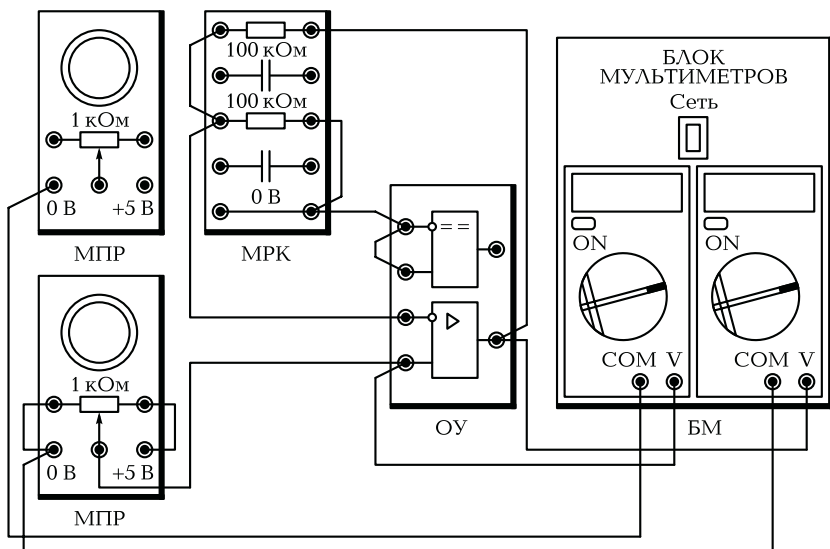 1 кОм
0 В
+5 В
МПР
100 кОм
100 кОм
0 В
МРК
= =
ОУ
БЛОК
МУЛЬТИМЕТРОВ
Сеть
ON
ON
COM V
COM V
БМ
1 кОм
0 В
+5 В
МПР